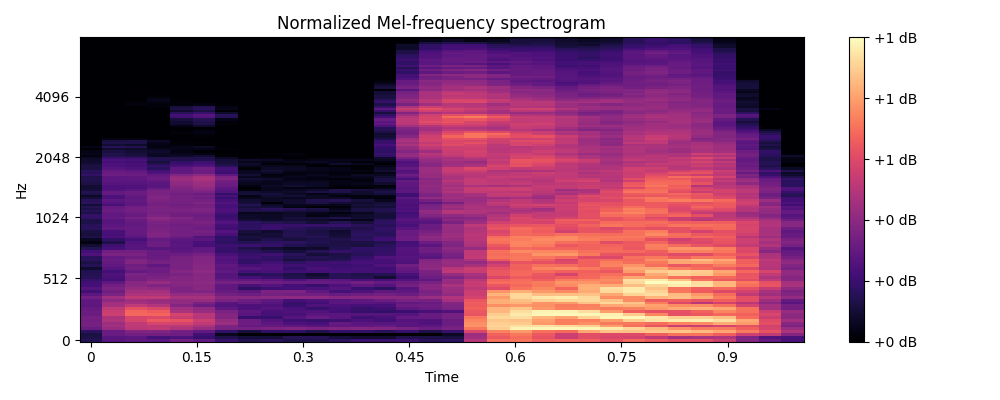 Normalized Mel-frequency spectrogram
Hz
4096
2048
1024
512
0
0 0.15 0.3 0.45 0.6 0.75 0.9
Time
+1 dB
+1 dB
+1 dB
+0 dB
+0 dB
+0 dB